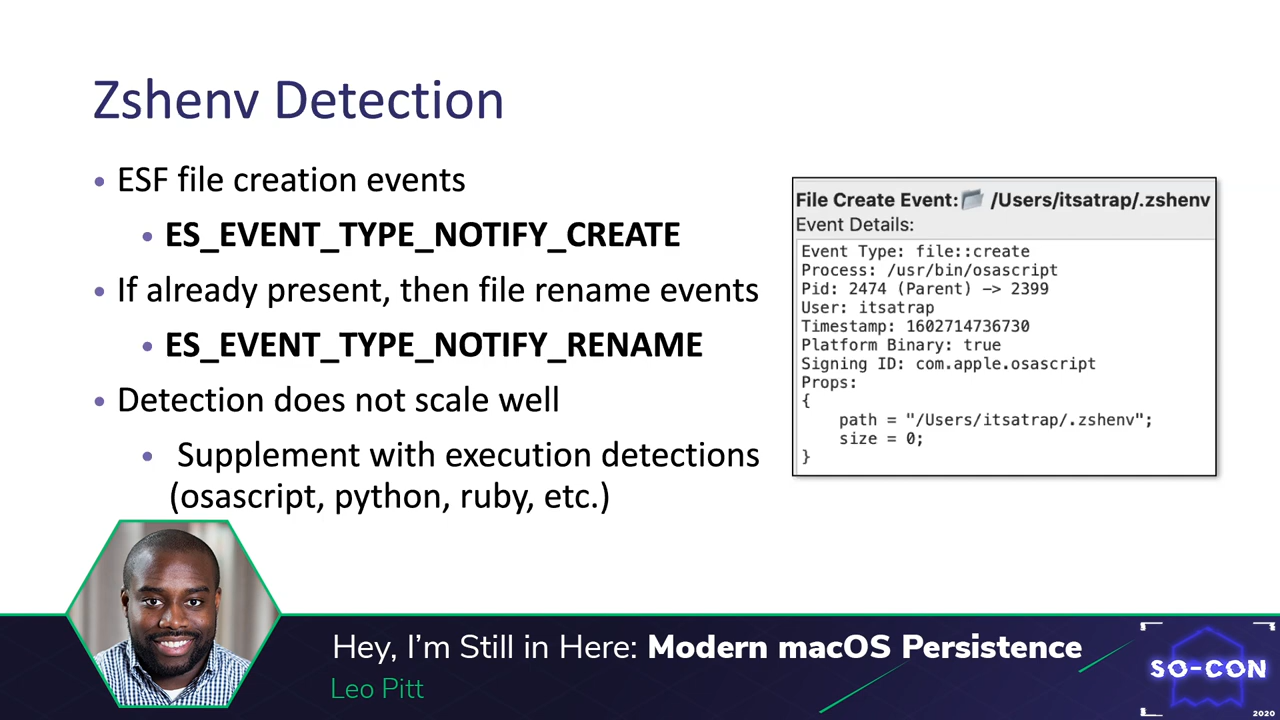 Zshenv Detection
• ESF file creation events
• ES_EVENT_TYPE_NOTIFY_CREATE
• If already present, then file rename events
• ES_EVENT_TYPE_NOTIFY_RENAME
• Detection does not scale well
• Supplement with execution detections
(osascript, python, ruby, etc.)
File Create Event: /Users/itsatrap/.zshenv
Event Details:
Event Type: file::create
Process: /usr/bin/osascript
Pid: 2474 (Parent) -> 2399
User: itsatrap
Timestamp: 1602714736730
Platform Binary: true
Signing ID: com.apple.osascript
Props:
{
path = "/Users/itsatrap/.zshenv";
size = 0;
}
Hey, I'm Still in Here: Modern macOS Persistence
Leo Pitt
SO-CON
2020